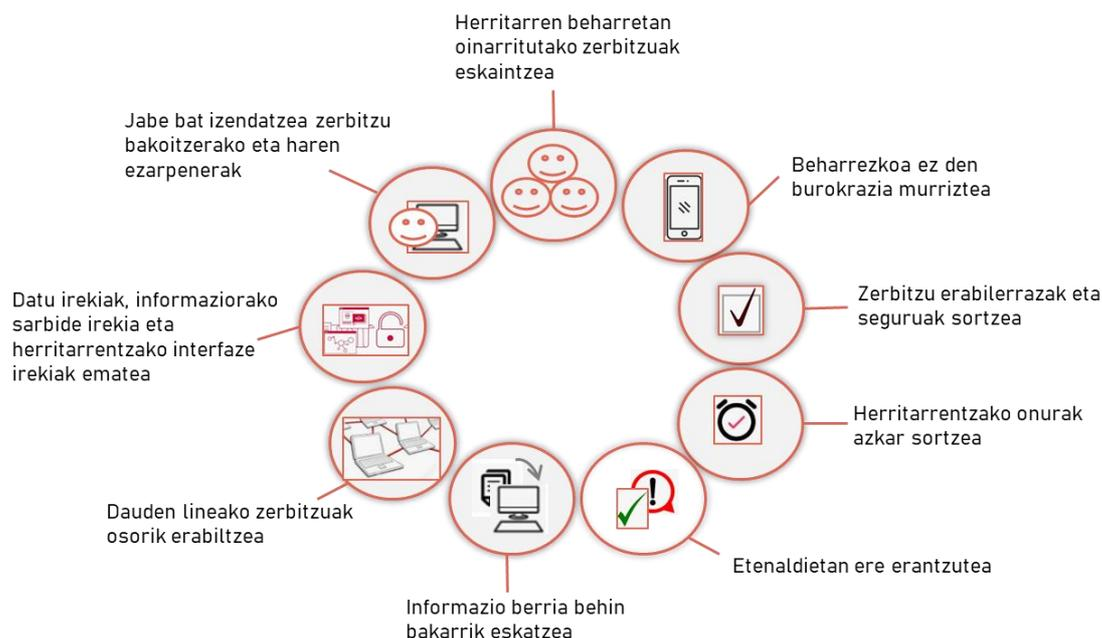 Herritarren beharretan
oinarritutako zerbitzuak
eskaintzea
Beharrezkoa ez den
burokrazia murriztea
Zerbitzu erabilerrazak eta
seguruak sortzea
Herritarrentzako onurak
azkar sortzea
Etenaldietan ere erantzutea
Informazio berria behin
bakarrik eskatzea
Dauden lineako zerbitzuak
osorik erabiltzea
Datu irekiak, informaziorako
sarbide irekia eta
herritarrentzako interfaze
irekiak ematea
Jabe bat izendatzea zerbitzu
bakoitzerako eta haren
ezarpenerak